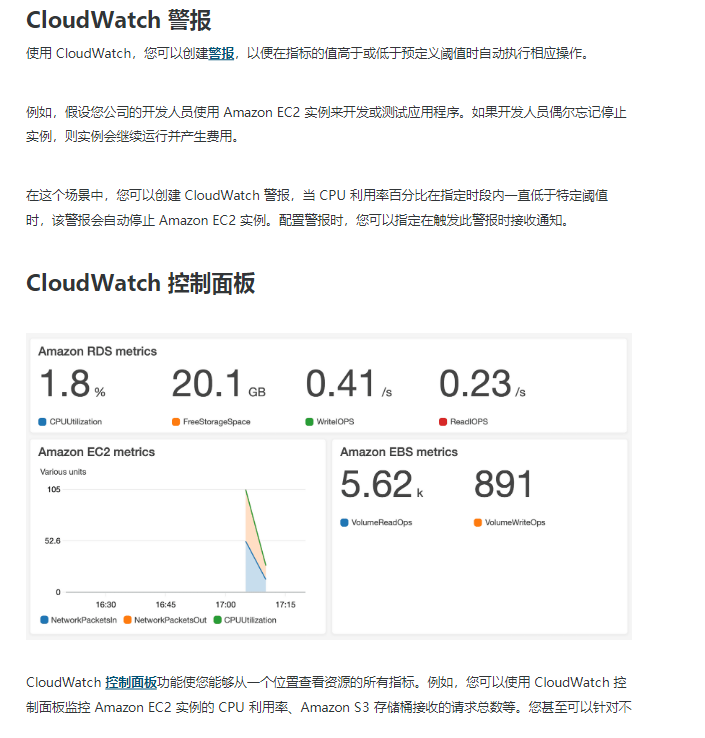 CloudWatch 警报
使用 CloudWatch，您可以创建警报，以便在指标的值高于或低于预定义阈值时自动执行相应操作。
例如，假设您公司的开发人员使用 Amazon EC2 实例来开发或测试应用程序。如果开发人员偶尔忘记停止
实例，则实例会继续运行并产生费用。
在这个场景中，您可以创建 CloudWatch 警报，当 CPU 利用率百分比在指定时段内一直低于特定阈值
时，该警报会自动停止 Amazon EC2 实例。配置警报时，您可以指定在触发此警报时接收通知。
CloudWatch 控制面板
Amazon RDS metrics
1.8 % 20.1 GB 0.41 /s 0.23 /s
CPUUtilization FreeStorageSpace WriteIOPS ReadIOPS
Amazon EC2 metrics
Various units
105
52.6
0
16:30 16:45 17:00 17:15
NetworkPacketsIn NetworkPacketsOut CPUUtilization
Amazon EBS metrics
5.62 k 891
VolumeReadOps VolumeWriteOps
CloudWatch 控制面板功能使您能够从一个位置查看资源的所有指标。例如，您可以使用 CloudWatch 控
制面板监控 Amazon EC2 实例的 CPU 利用率、Amazon S3 存储桶接收的请求总数等。您甚至可以针对不